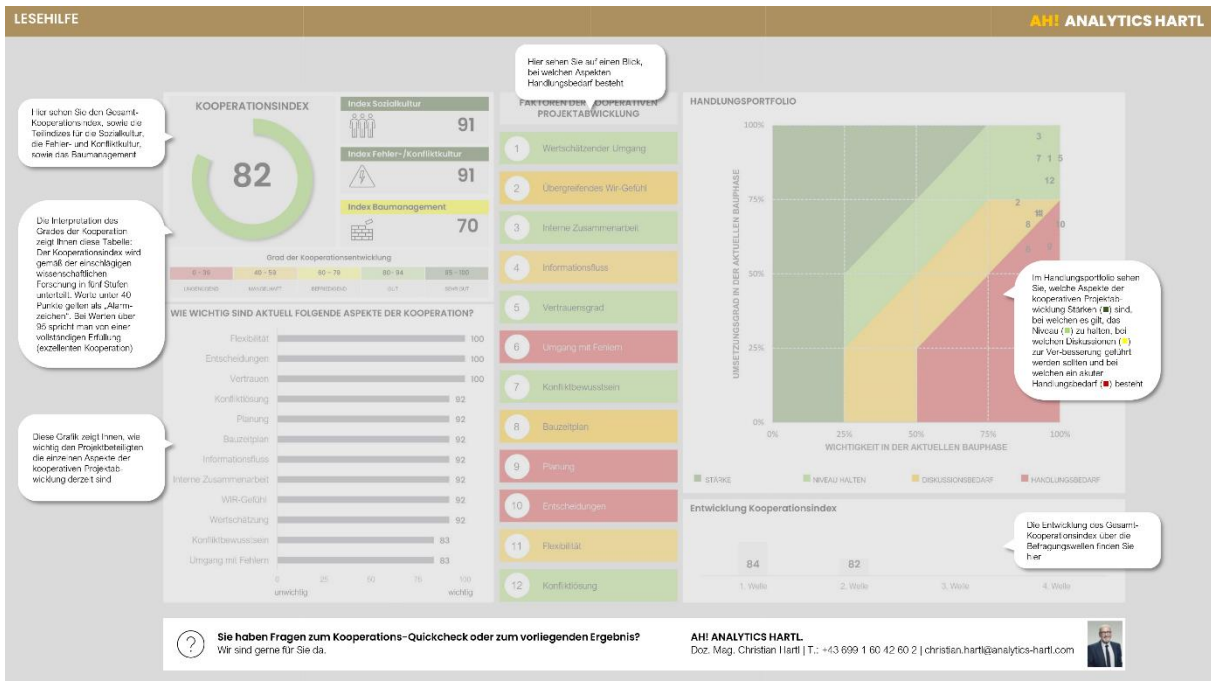 LESEHILFE
AH! ANALYTICS HARTL
Hier sehen Sie auf einen Blick,
bei welchen Aspekten
Handlungsbedarf besteht
Hier sehen Sie den Gesamt-
Kooperationsindex, sowie die
Teilindizes für die Sozialkultur,
die Fehler- und Konfliktkultur,
sowie das Baumanagement
KOOPERATIONSINDEX
82
Index Sozialkultur
91
Index Fehler-/Konfliktkultur
91
Index Baumanagement
70
Grad der Kooperationsentwicklung
0 - 39 40 - 59 60 - 79 80 - 94 95 - 100
UNGENÜGEND MANGELHAFT BEFRIEDIGEND GUT SEHR GUT
Die Interpretation des
Grades der Kooperation
zeigt Ihnen diese Tabelle:
Der Kooperationsindex wird
gemäß der einschlägigen
wissenschaftlichen
Forschung in fünf Stufen
unterteilt. Werte unter 40
Punkte gelten als „Alarm-
zeichen". Bei Werten über
95 spricht man von einer
vollständigen Erfüllung
(exzellenten Kooperation)
WIE WICHTIG SIND AKTUELL FOLGENDE ASPEKTE DER KOOPERATION?
Flexibilität 100
Entscheidungen 100
Vertrauen 100
Konfliktlösung 92
Planung 92
Bauzeitplan 92
Informationsfluss 92
Interne Zusammenarbeit 92
WIR-Gefühl 92
Wertschätzung 92
Konfliktbewusstsein 83
Umgang mit Fehlern 83
0 25 50 75 100
unwichtig wichtig
Diese Grafik zeigt Ihnen, wie
wichtig den Projektbeteiligten
die einzelnen Aspekte der
kooperativen Projektab-
wicklung derzeit sind
FAKTOREN DER KOOPERATIVEN
PROJEKTABWICKLUNG
1 Wertschätzender Umgang
2 Übergreifendes Wir-Gefühl
3 Interne Zusammenarbeit
4 Informationsfluss
5 Vertrauensgrad
6 Umgang mit Fehlern
7 Konfliktbewusstsein
8 Bauzeitplan
9 Planung
10 Entscheidungen
11 Flexibilität
12 Konfliktlösung
HANDLUNGSPORTFOLIO
UMSETZUNGSGRAD IN DER AKTUELLEN BAUPHASE
100%
75%
50%
25%
0%
3
7 1 5
12
2
8 10
0% 25% 50% 75% 100%
WICHTIGKEIT IN DER AKTUELLEN BAUPHASE
STÄRKE NIVEAU HALTEN DISKUSSIONSBEDARF HANDLUNGSBEDARF
Im Handlungsportfolio sehen
Sie, welche Aspekte der
kooperativen Projektab-
wicklung Stärken (■) sind,
bei welchen es gilt, das
Niveau (■) zu halten, bei
welchen Diskussionen (■)
zur Ver-besserung geführt
werden sollten und bei
welchen ein akuter
Handlungsbedarf (■) besteht
Entwicklung Kooperationsindex
84 82
1. Welle 2. Welle 3. Welle 4. Welle
Die Entwicklung des Gesamt-
Kooperationsindex über die
Befragungswellen finden Sie
hier
Sie haben Fragen zum Kooperations-Quickcheck oder zum vorliegenden Ergebnis?
Wir sind gerne für Sie da.
AH! ANALYTICS HARTL.
Doz. Mag. Christian Hartl | T.: +43 699 1 60 42 60 2 | christian.hartl@analytics-hartl.com